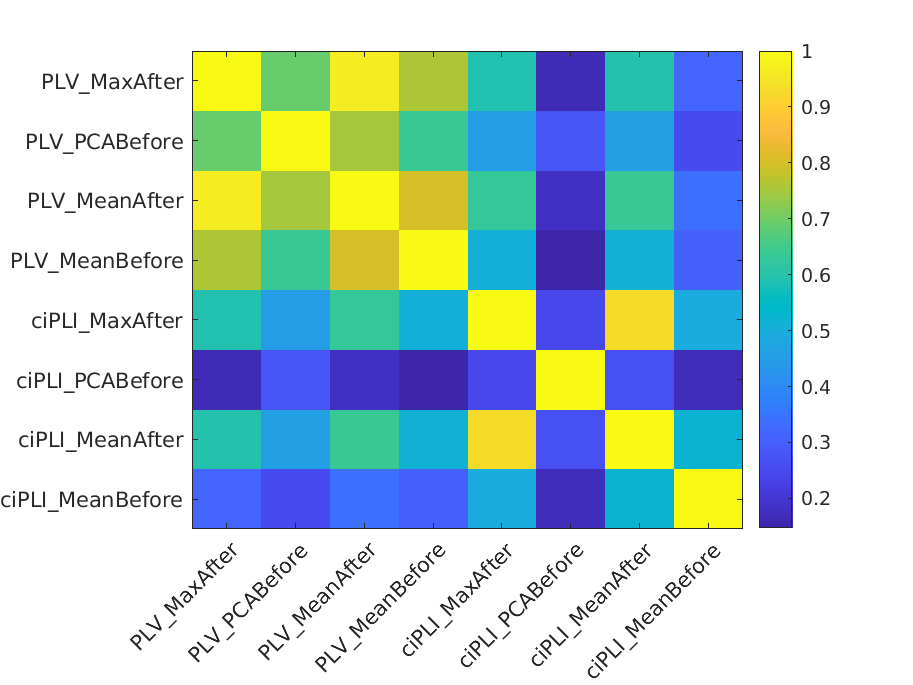 PLV_MaxAfter
PLV_PCABefore
PLV_MeanAfter
PLV_MeanBefore
ciPLI_MaxAfter
ciPLI_PCABefore
ciPLI_MeanAfter
ciPLI_MeanBefore
PLV_MaxAfter
PLV_PCABefore
PLV_MeanAfter
PLV_MeanBefore
ciPLI_MaxAfter
ciPLI_PCABefore
ciPLI_MeanAfter
ciPLI_MeanBefore
1
0.9
0.8
0.7
0.6
0.5
0.4
0.3
0.2